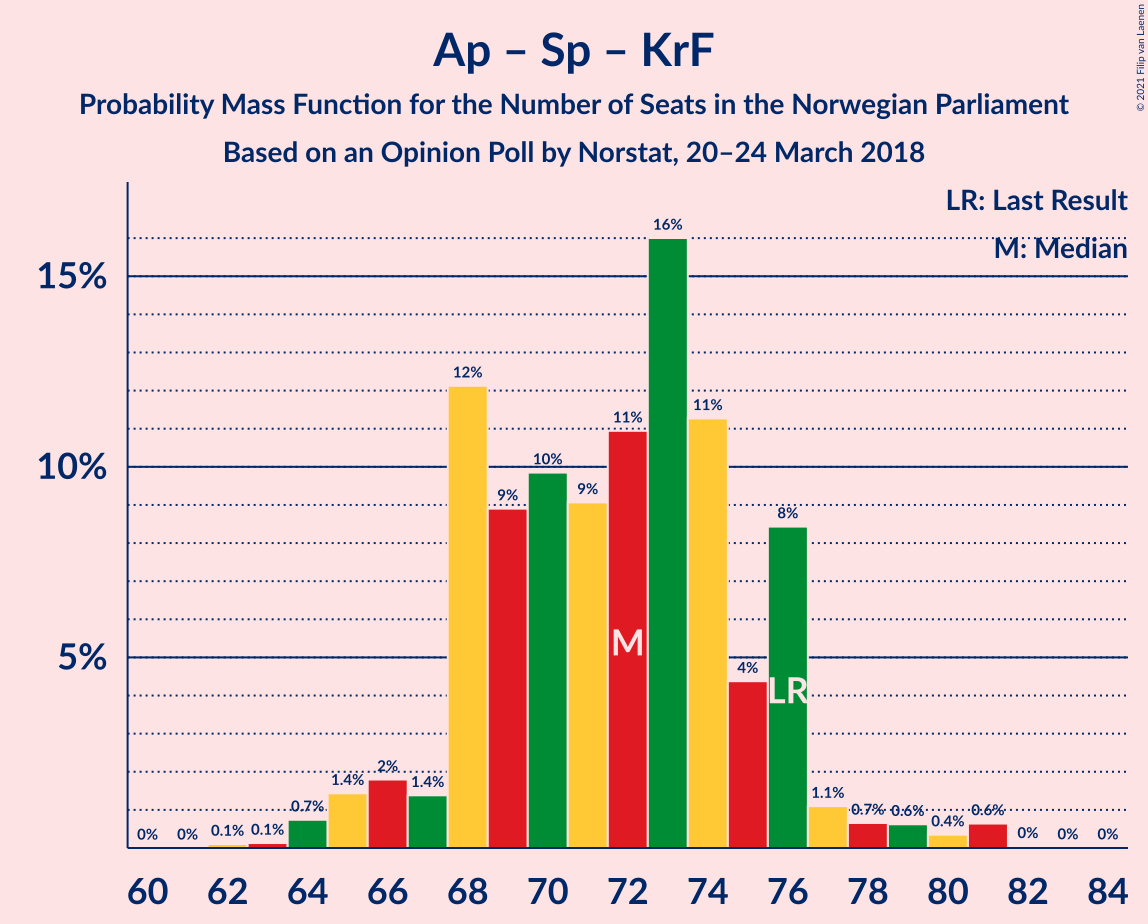 Ap – Sp – KrF
Probability Mass Function for the Number of Seats in the Norwegian Parliament
Based on an Opinion Poll by Norstat, 20–24 March 2018
© 2021 Filip van Laenen
LR: Last Result
M: Median
15%
10%
5%
0% 0% 0.1% 0.1% 0.7% 1.4% 2% 1.4% 12% 9% 10% 9% 11% 16% 11% 4% 8% 1.1% 0.7% 0.6% 0.4% 0.6% 0% 0% 0%
M
LR
60 62 64 66 68 70 72 74 76 78 80 82 84